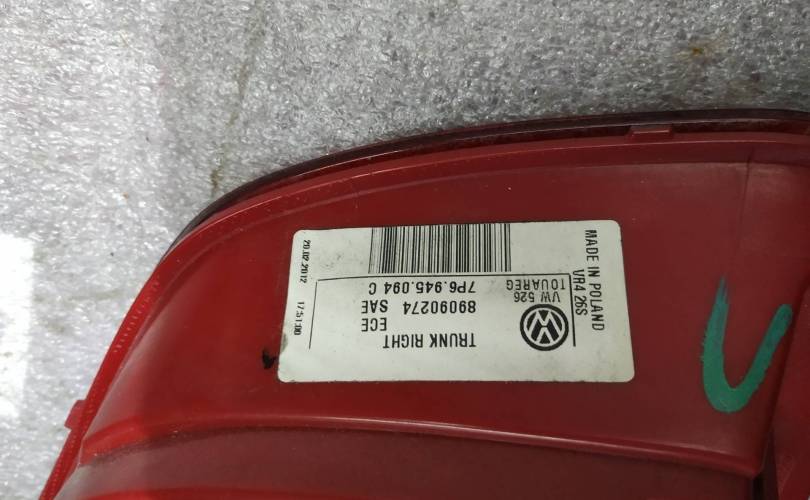 TRUNK RIGHT
ECE
89090274 SAE
7P6.945.094 C
VW 526
TOUAREG
MADE IN POLAND
VR4 26S
20.02.2012 17:51:00